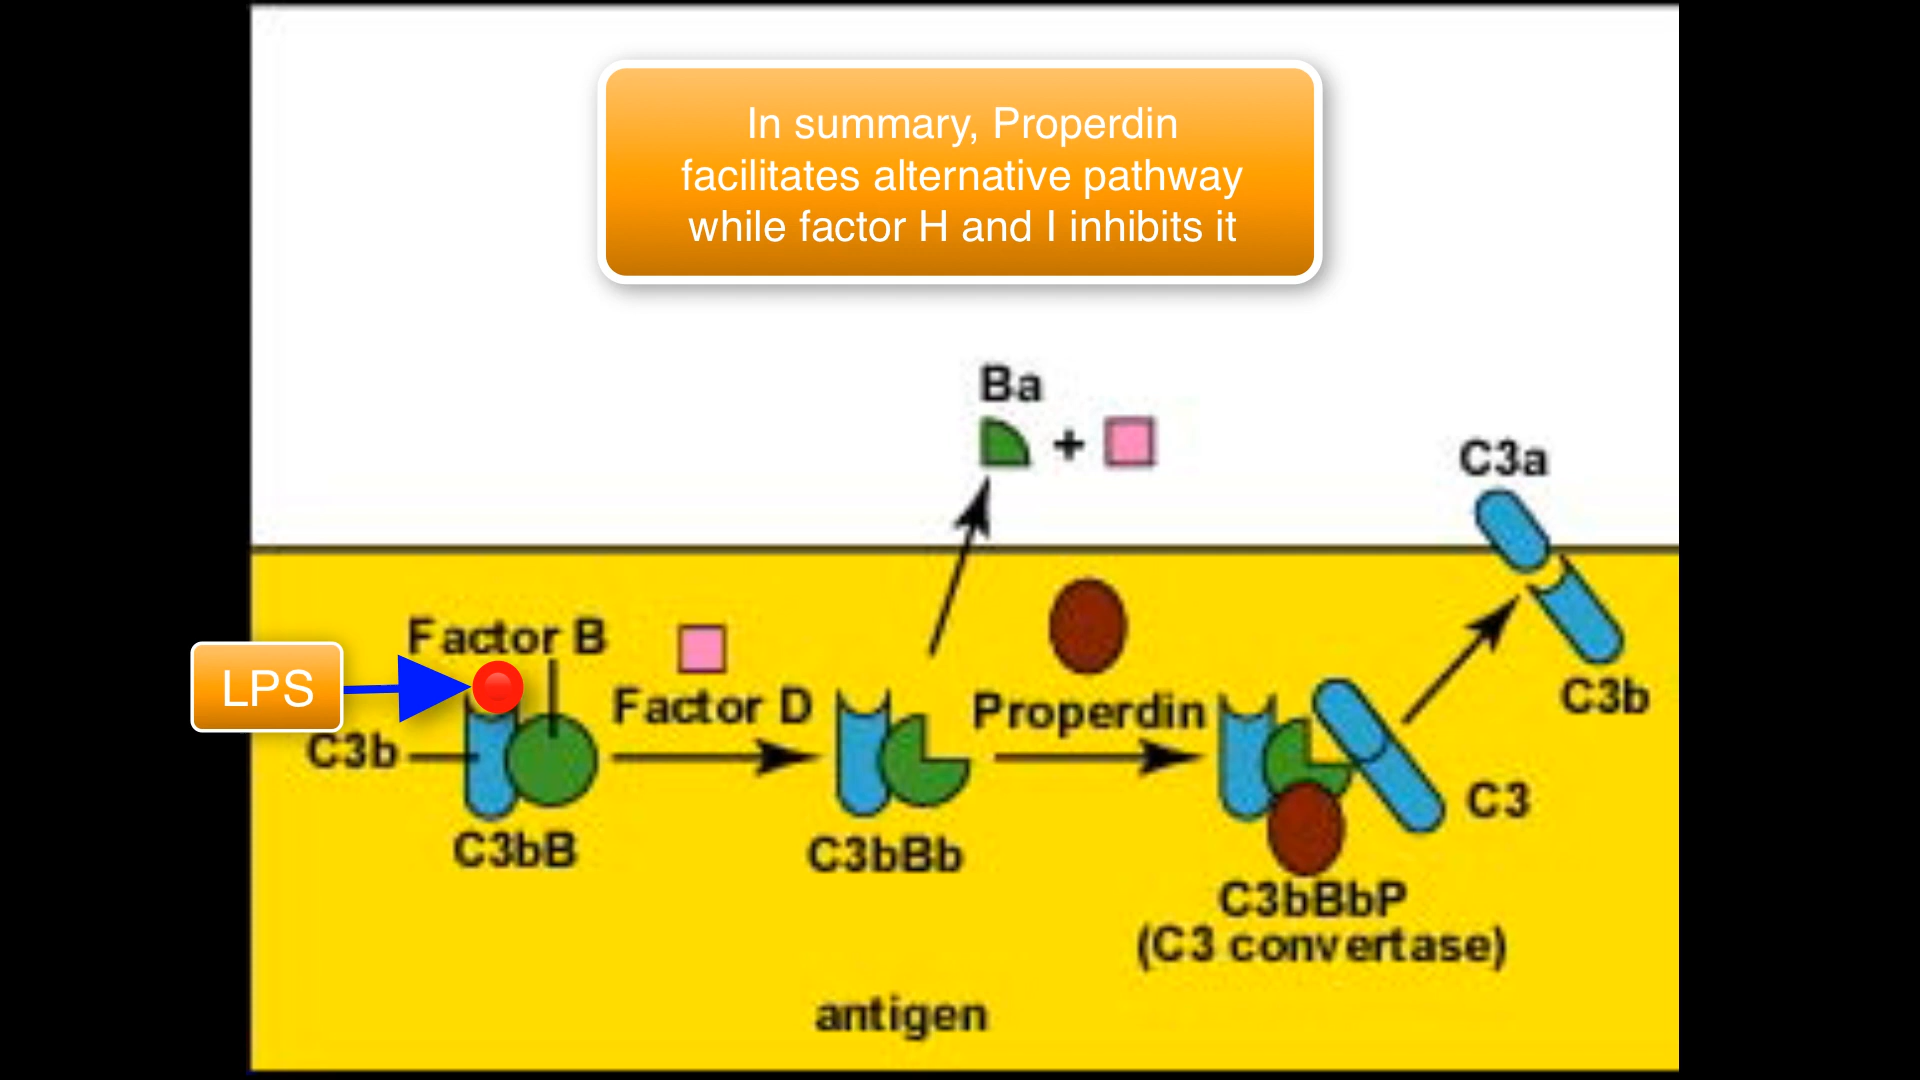 In summary, Properdin
facilitates alternative pathway
while factor H and I inhibits it
Ba
+
C3a
Factor B
LPS
Factor D
Properdin
C3b
C3b
C3
C3bB
C3bBb
C3bBbP
(C3 convertase)
antigen